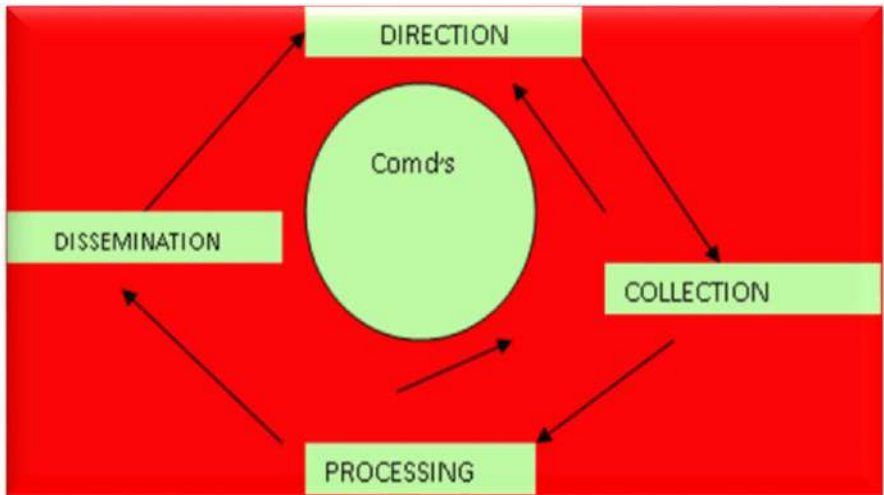 DIRECTION
Comd's
DISSEMINATION
COLLECTION
PROCESSING